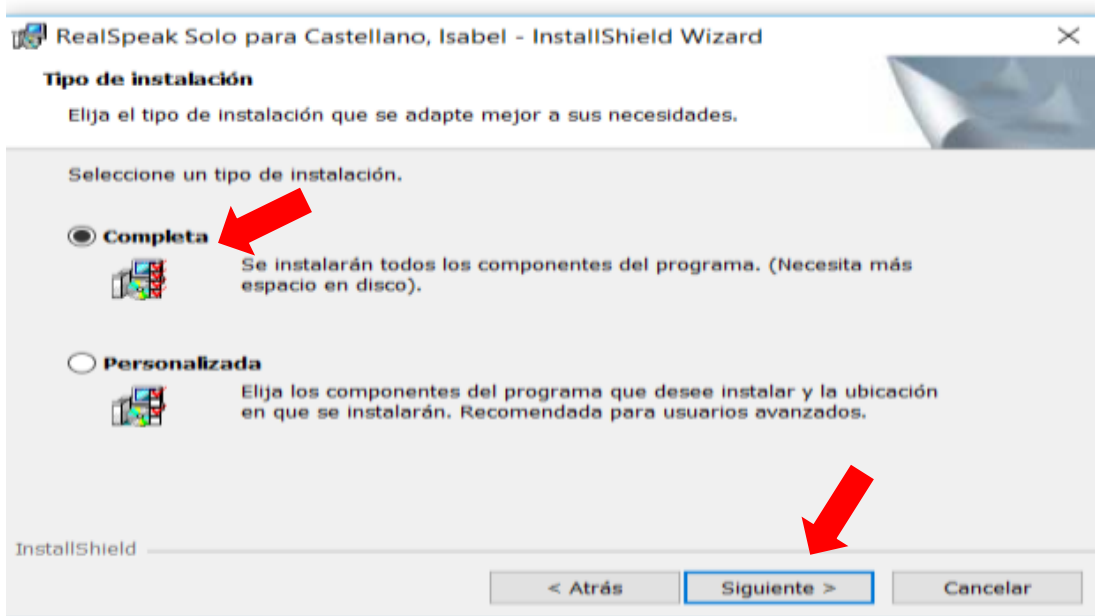 RealSpeak Solo para Castellano, Isabel - InstallShield Wizard
Tipo de instalación
Elija el tipo de instalación que se adapte mejor a sus necesidades.
Seleccione un tipo de instalación.
Completa
Se instalarán todos los componentes del programa. (Necesita más
espacio en disco).
Personalizada
Elija los componentes del programa que desee instalar y la ubicación
en que se instalarán. Recomendada para usuarios avanzados.
InstallShield
< Atrás
Siguiente >
Cancelar